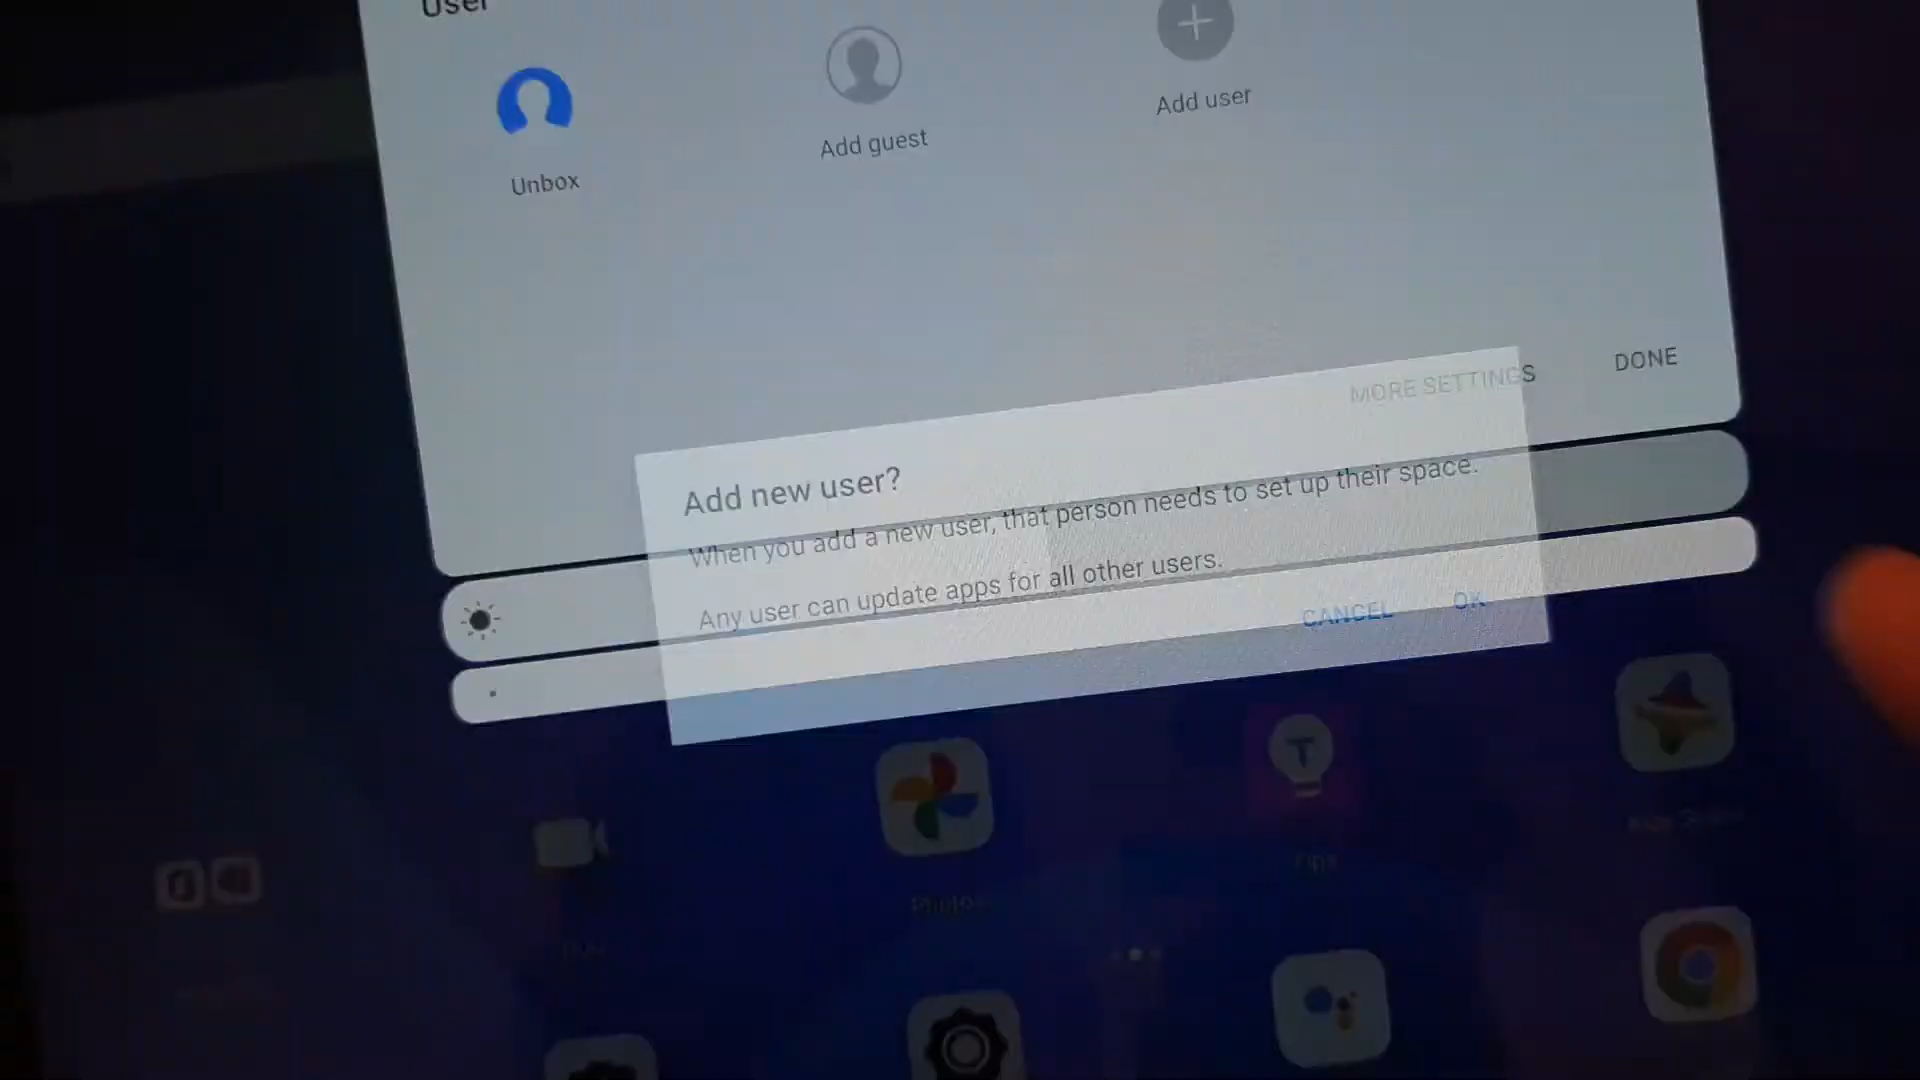 User
Unbox
Add guest
Add user
MORE SETTINGS
DONE
Add new user?
When you add a new user, that person needs to set up their space.
Any user can update apps for all other users.
CANCEL
OK
Photos
Tips